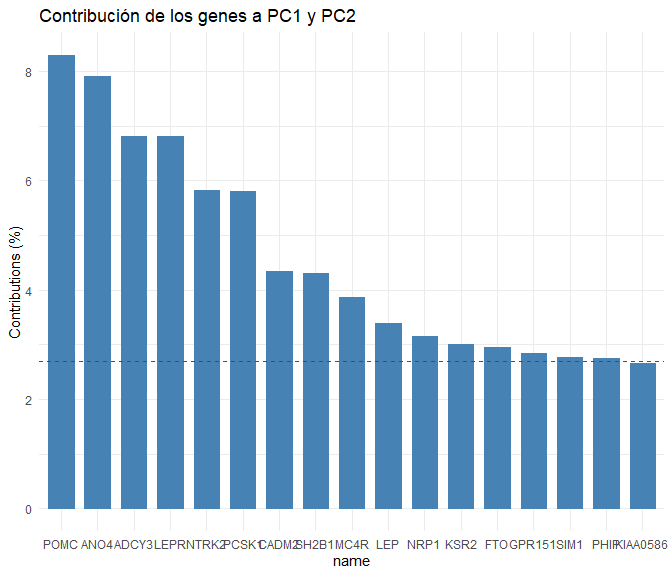 Contribución de los genes a PC1 y PC2
Contributions (%)
8
6
4
2
0
POMC ANO4 ADCY3 LEPR NTRK2 PCSK1 CADM2 SH2B1 MC4R LEP NRP1 KSR2 FTO GPR151 SIM1 PHIP KIAA0586
name